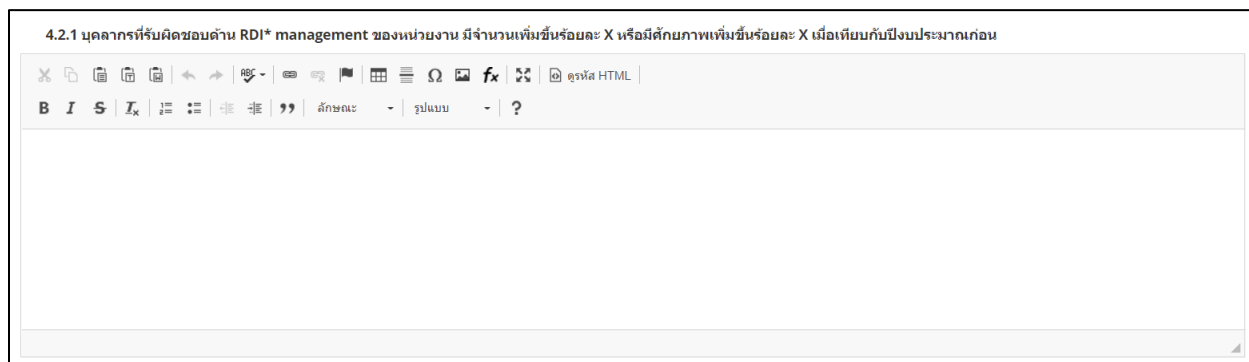 4.2.1 บุคลากรที่รับผิดชอบด้าน RDI* management ของหน่วยงาน มีจำนวนเพิ่มขึ้นร้อยละ X หรือมีศักยภาพเพิ่มขึ้นร้อยละ X เมื่อเทียบกับปีงบประมาณก่อน
ABC Ω fx ดูรหัส HTML
B I S Ix ลักษณะ รูปแบบ ?